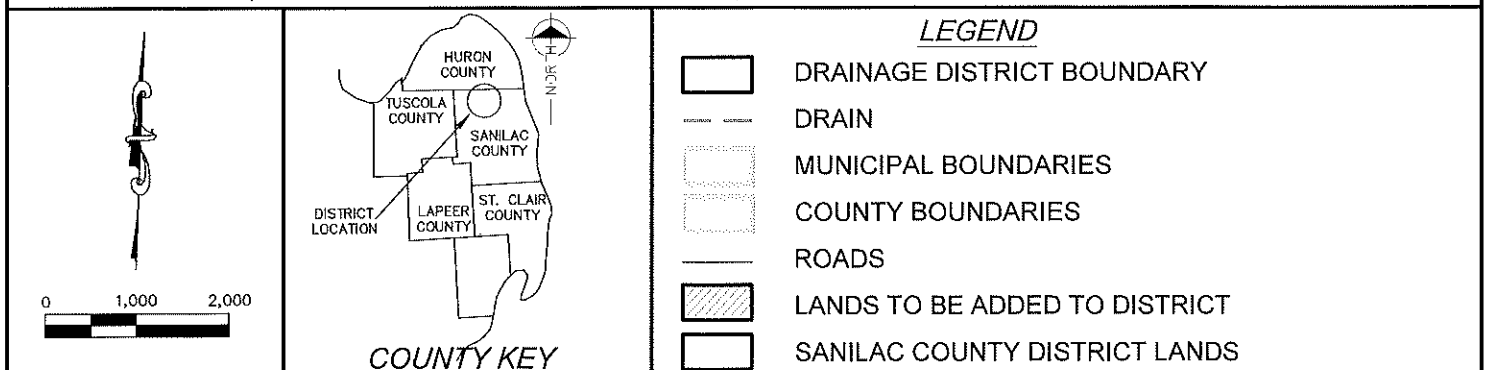 0 1,000 2,000
HURON
COUNTY
TUSCOLA
COUNTY
SANILAC
COUNTY
ST. CLAIR
COUNTY
LAPEER
COUNTY
DISTRICT
LOCATION
NORTH
COUNTY KEY
LEGEND
DRAINAGE DISTRICT BOUNDARY
DRAIN
MUNICIPAL BOUNDARIES
COUNTY BOUNDARIES
ROADS
LANDS TO BE ADDED TO DISTRICT
SANILAC COUNTY DISTRICT LANDS